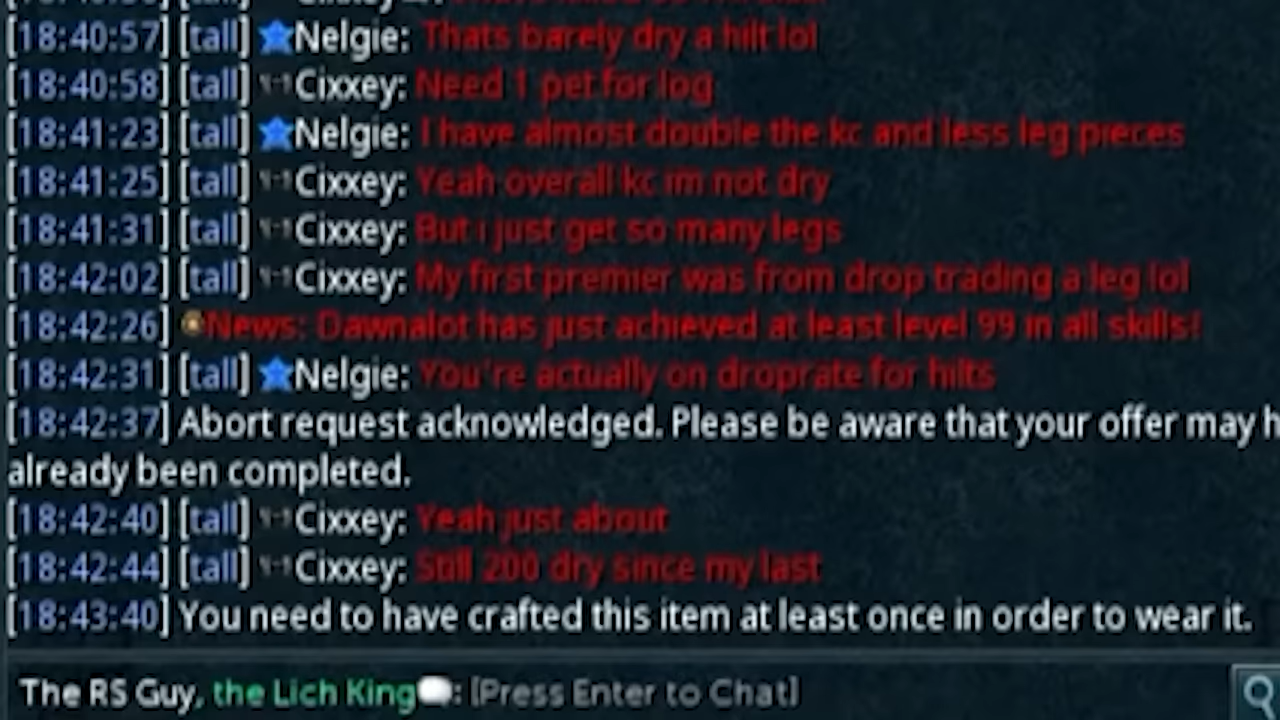 [18:40:57] [tall] Nelgie: Thats barely dry a hilt lol
[18:40:58] [tall] Cixxey: Need 1 pet for log
[18:41:23] [tall] Nelgie: I have almost double the kc and less leg pieces
[18:41:25] [tall] Cixxey: Yeah overall kc im not dry
[18:41:31] [tall] Cixxey: But i just get so many legs
[18:42:02] [tall] Cixxey: My first premier was from drop trading a leg lol
[18:42:26] News: Dawnalot has just achieved at least level 99 in all skills!
[18:42:31] [tall] Nelgie: You're actually on droprate for hilts
[18:42:37] Abort request acknowledged. Please be aware that your offer may h
already been completed.
[18:42:40] [tall] Cixxey: Yeah just about
[18:42:44] [tall] Cixxey: Still 200 dry since my last
[18:43:40] You need to have crafted this item at least once in order to wear it.
The RS Guy, the Lich King: [Press Enter to Chat]